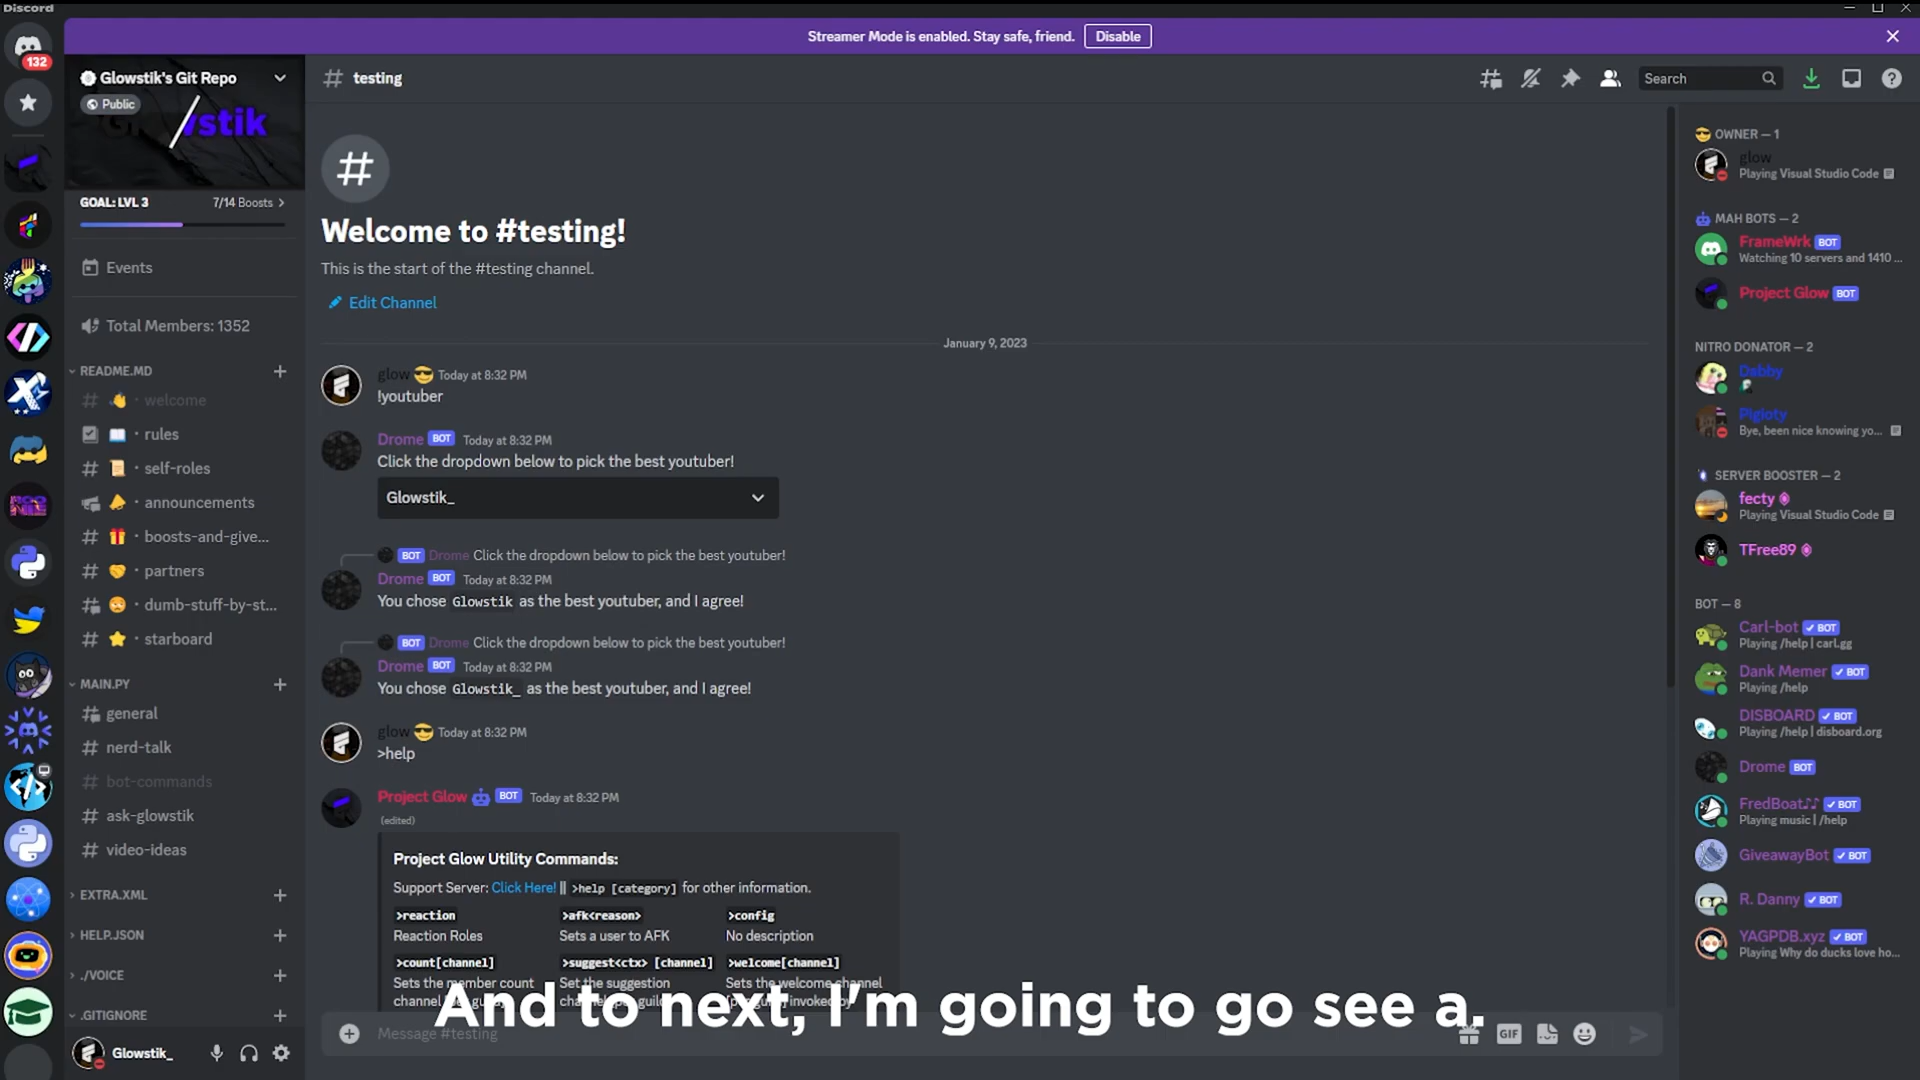 Discord
Streamer Mode is enabled. Stay safe, friend. Disable
132
Glowstik's Git Repo
Public
GOAL: LVL 3 7/14 Boosts >
Events
Total Members: 1352
README.MD
welcome
rules
self-roles
announcements
boosts-and-give...
partners
dumb-stuff-by-st...
starboard
MAIN.PY
general
nerd-talk
bot-commands
ask-glowstik
video-ideas
EXTRA.XML
HELP.JSON
./VOICE
.GITIGNORE
Glowstik_
# testing
Search
Welcome to #testing!
This is the start of the #testing channel.
Edit Channel
January 9, 2023
glow Today at 8:32 PM
!youtuber
Drome BOT Today at 8:32 PM
Click the dropdown below to pick the best youtuber!
Glowstik_
BOT Drome Click the dropdown below to pick the best youtuber!
Drome BOT Today at 8:32 PM
You chose Glowstik as the best youtuber, and I agree!
BOT Drome Click the dropdown below to pick the best youtuber!
Drome BOT Today at 8:32 PM
You chose Glowstik_ as the best youtuber, and I agree!
glow Today at 8:32 PM
>help
Project Glow BOT Today at 8:32 PM
(edited)
Project Glow Utility Commands:
Support Server: Click Here! || >help [category] for other information.
>reaction >afk<reason> >config
Reaction Roles Sets a user to AFK No description
>count[channel] >suggest<ctx> [channel] >welcome[channel]
Sets the member count Set the suggestion Sets the welcome channel
And to next, I'm going to go see a.
Message #testing
GIF
OWNER — 1
glow
Playing Visual Studio Code
MAH BOTS — 2
FrameWrk BOT
Watching 10 servers and 1410 ...
Project Glow BOT
NITRO DONATOR — 2
Dabby
Pigioty
Bye, been nice knowing yo...
SERVER BOOSTER — 2
fecty
Playing Visual Studio Code
TFree89
BOT — 8
Carl-bot BOT
Playing /help | carl.gg
Dank Memer BOT
Playing /help
DISBOARD BOT
Playing /help | disboard.org
Drome BOT
FredBoat♪♪ BOT
Playing music | /help
GiveawayBot BOT
R. Danny BOT
YAGPDB.xyz BOT
Playing Why do ducks love ho...